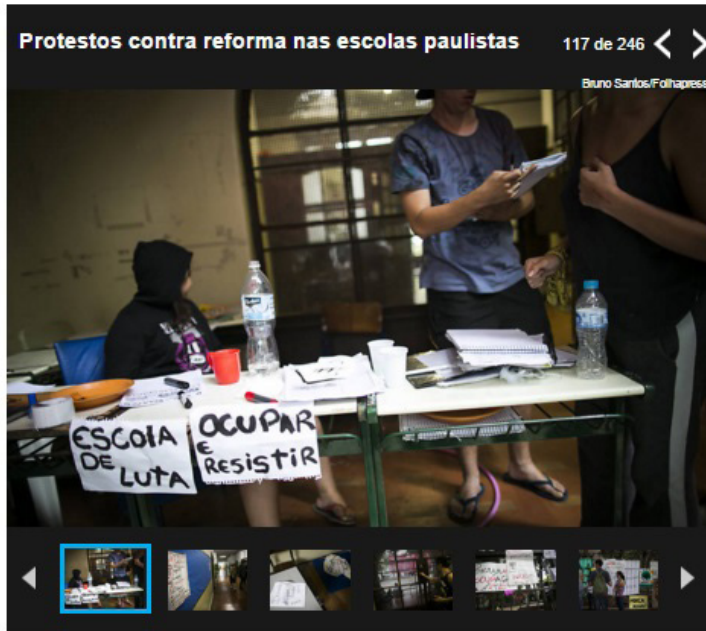 Protestos contra reforma nas escolas paulistas
117 de 246
Bruno Santos/Folhapress
ESCOLA
DE LUTA
OCUPAR
E
RESISTIR